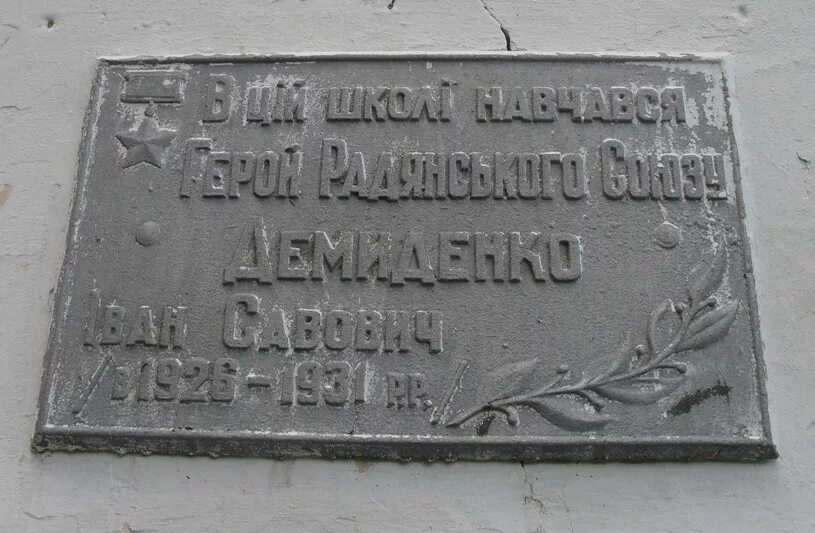 В цій школі навчався
Герой Радянського Союзу
Демиденко
Іван Савович
/в 1926 – 1931 р.р./